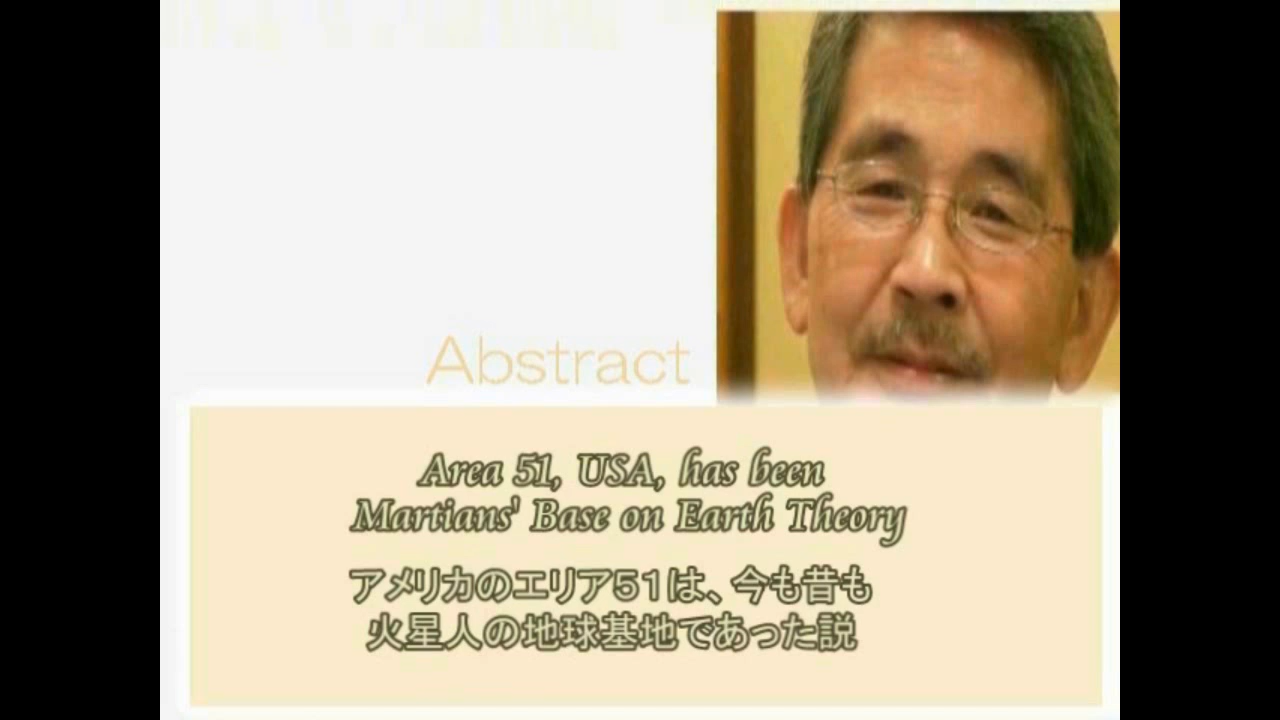 Abstract
Area 51, USA, has been
Martians' Base on Earth Theory
アメリカのエリア５１は、今も昔も
火星人の地球基地であった説